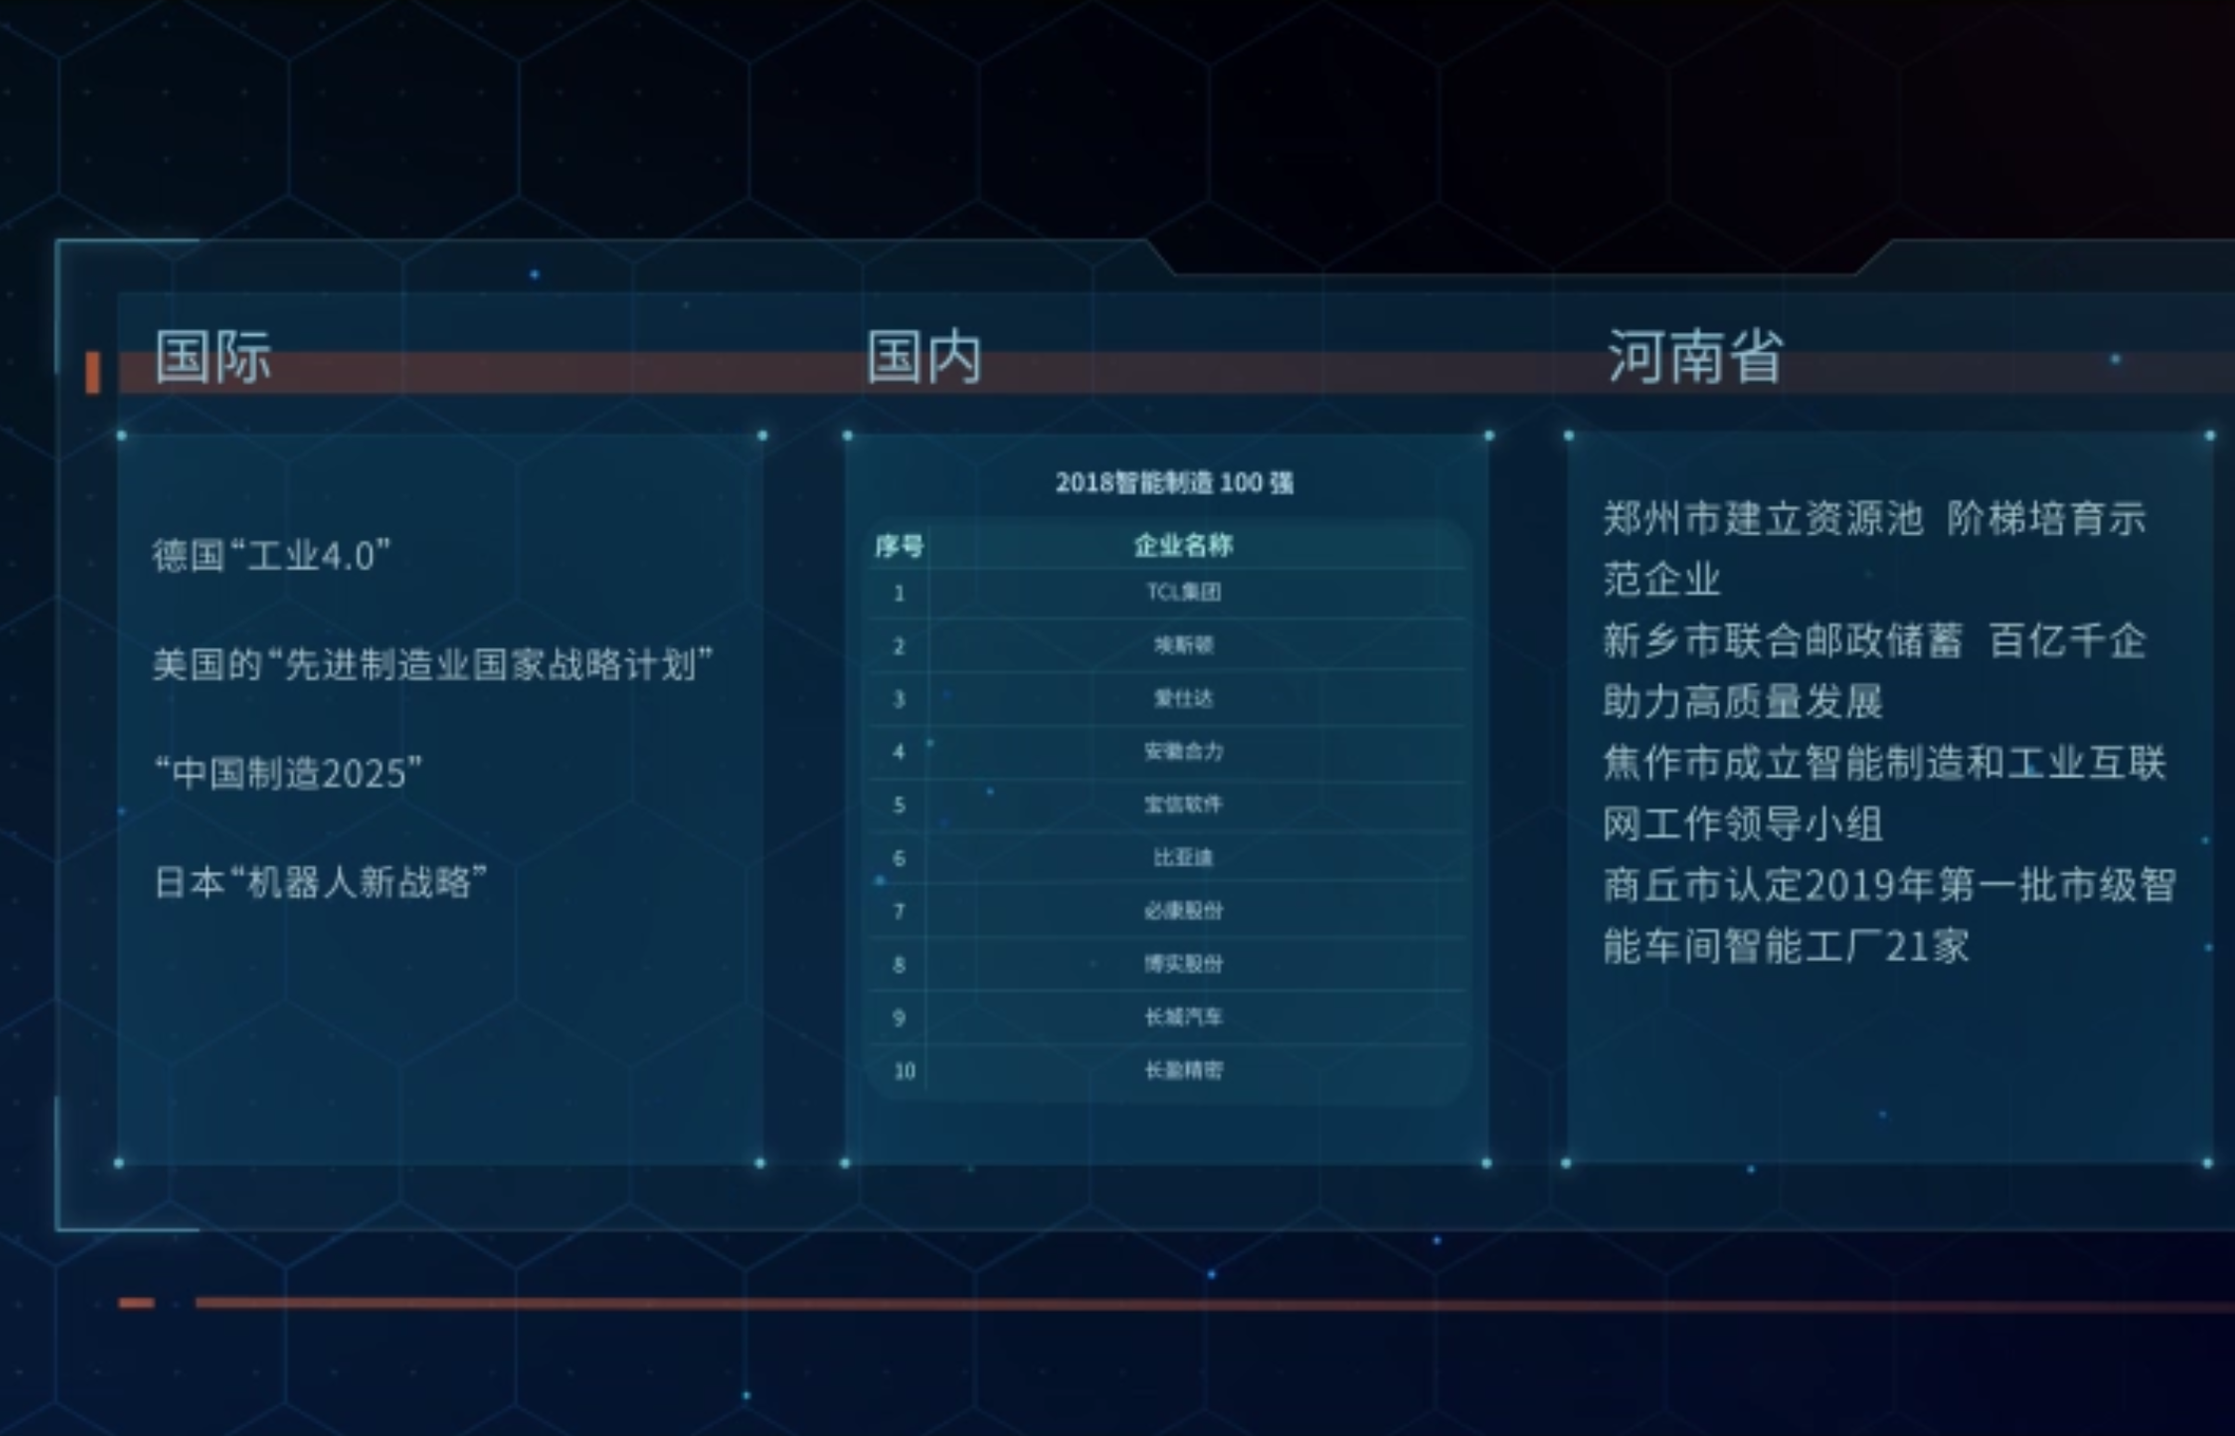 国际
德国“工业4.0”
美国的“先进制造业国家战略计划”
“中国制造2025”
日本“机器人新战略”
国内
2018智能制造 100 强
序号 企业名称
1 TCL集团
2 埃斯顿
3 爱仕达
4 安徽合力
5 宝信软件
6 比亚迪
7 必康股份
8 博实股份
9 长城汽车
10 长盈精密
河南省
郑州市建立资源池 阶梯培育示
范企业
新乡市联合邮政储蓄 百亿千企
助力高质量发展
焦作市成立智能制造和工业互联
网工作领导小组
商丘市认定2019年第一批市级智
能车间智能工厂21家